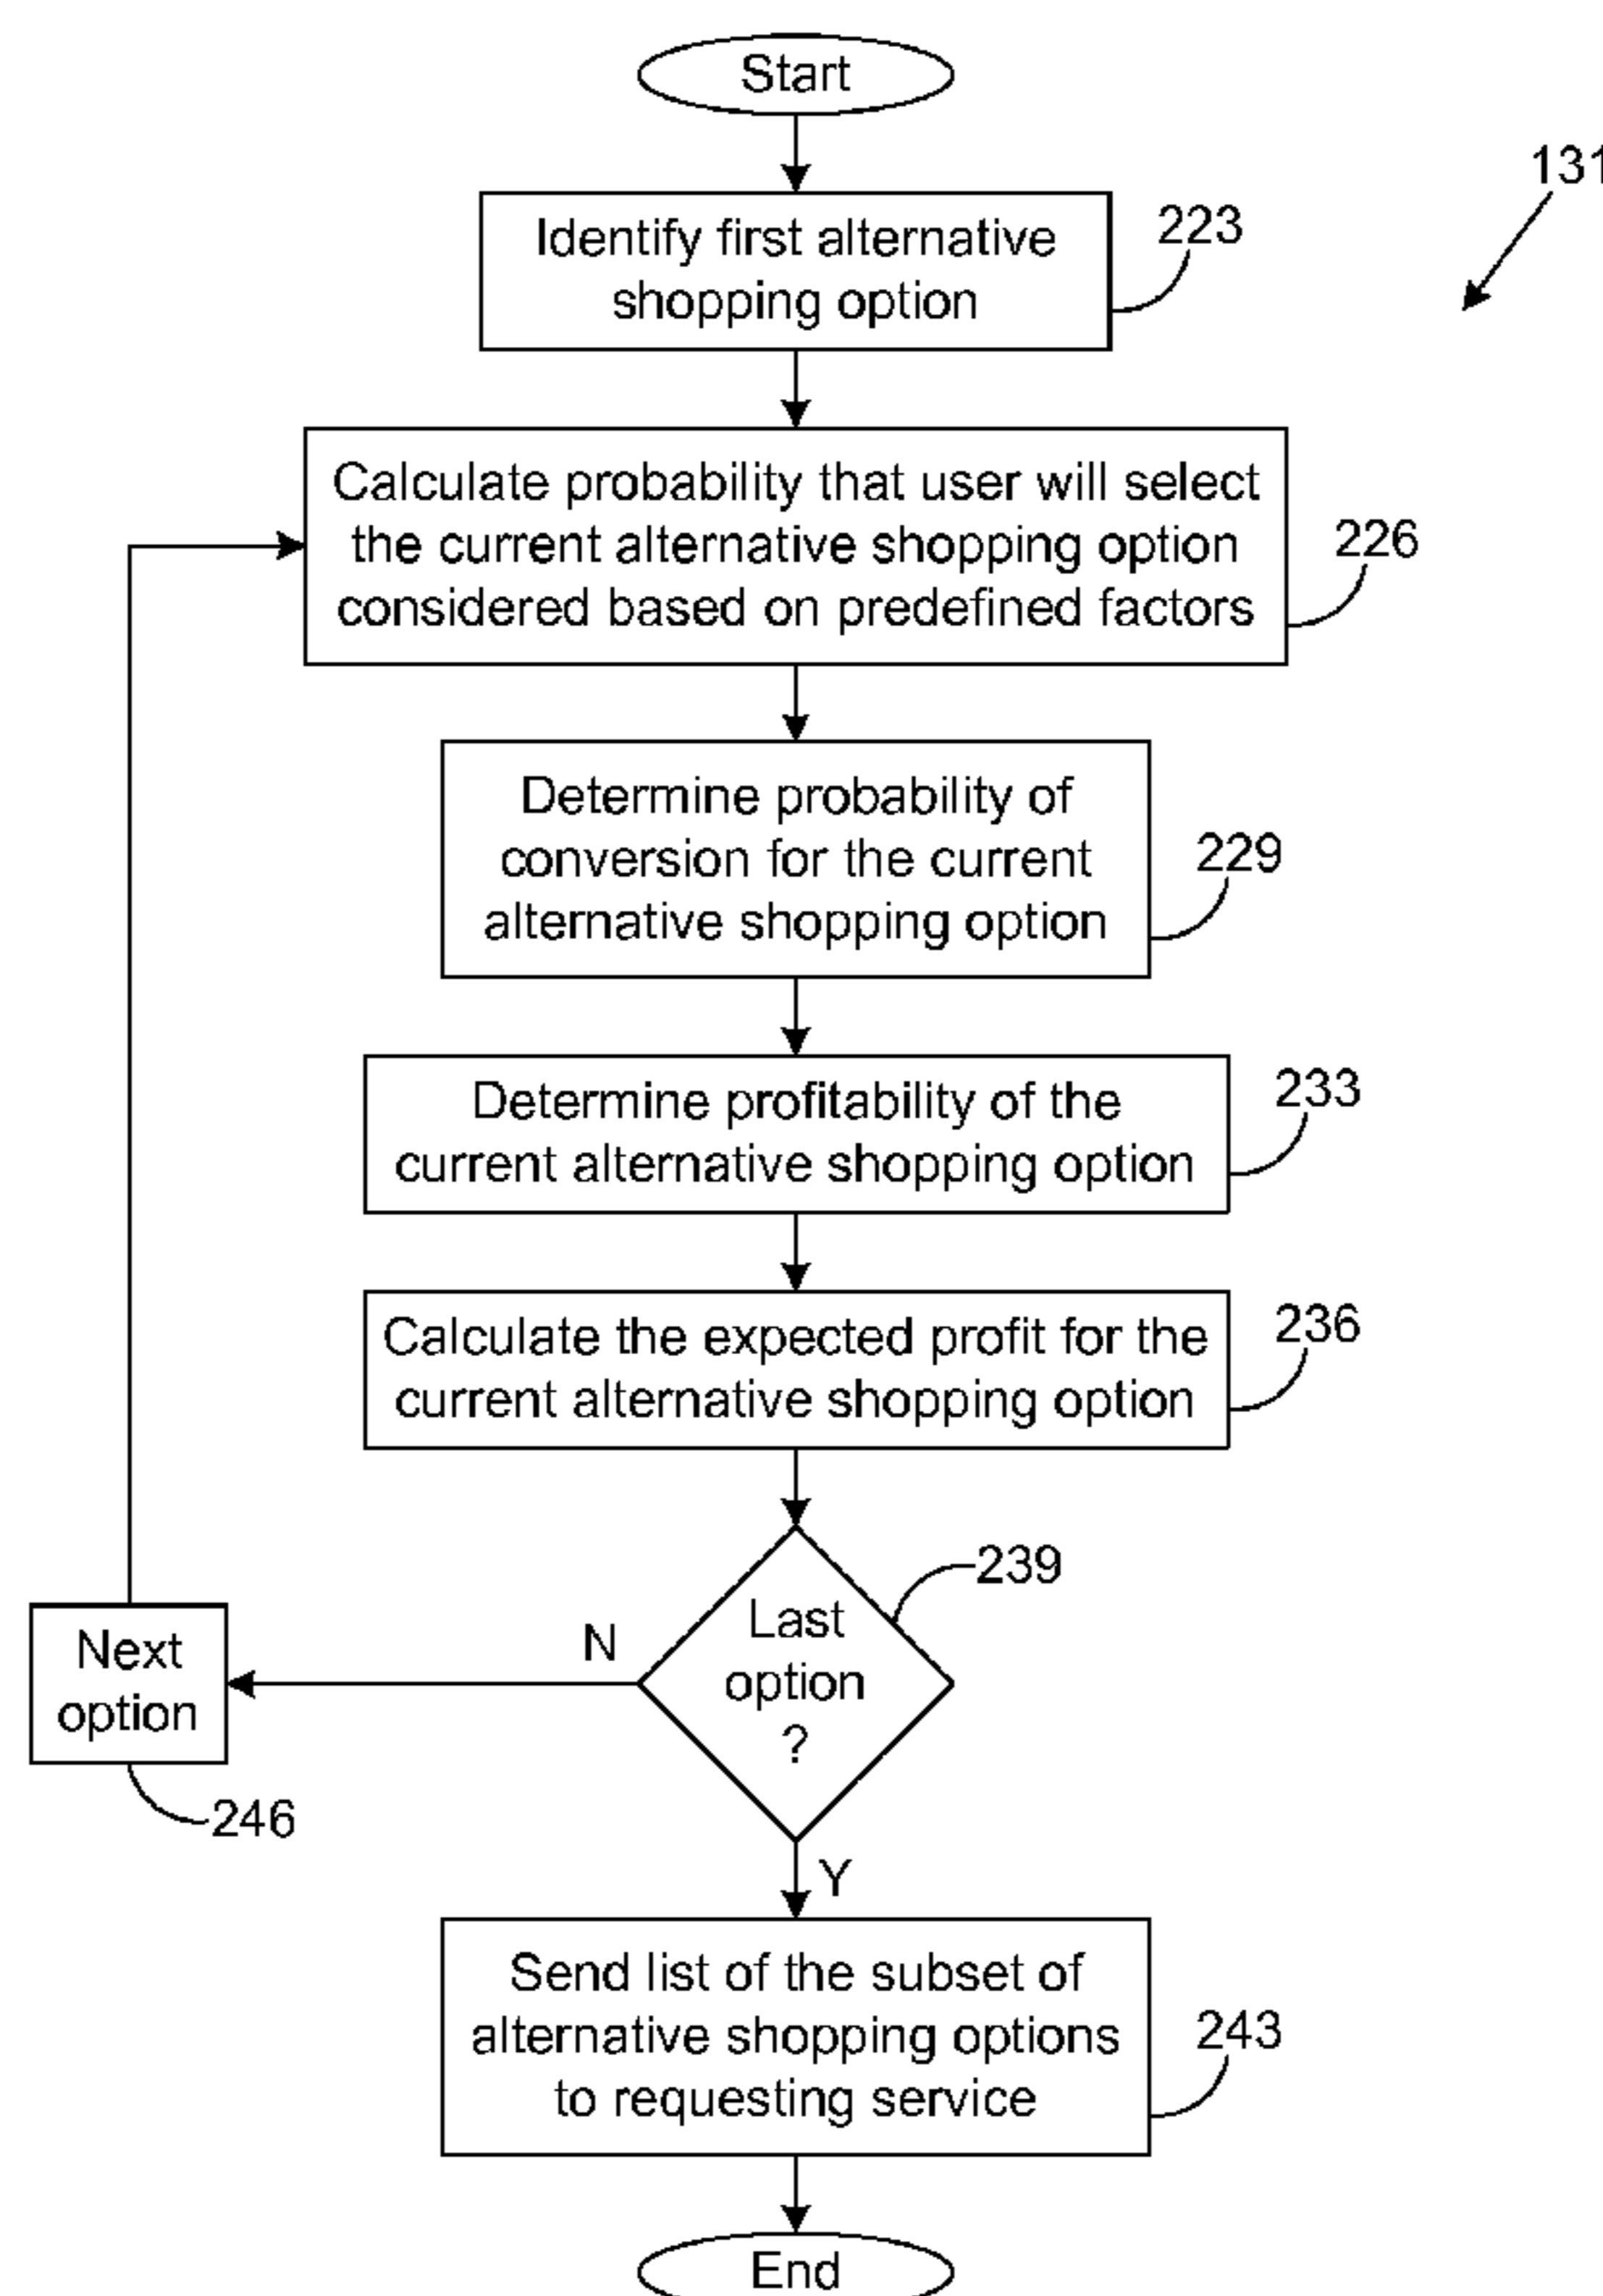 Start
131
Identify first alternative
shopping option
223
Calculate probability that user will select
the current alternative shopping option
considered based on predefined factors
226
Determine probability of
conversion for the current
alternative shopping option
229
Determine profitability of the
current alternative shopping option
233
Calculate the expected profit for the
current alternative shopping option
236
Last
option
?
239
N
Next
option
246
Y
Send list of the subset of
alternative shopping options
to requesting service
243
End